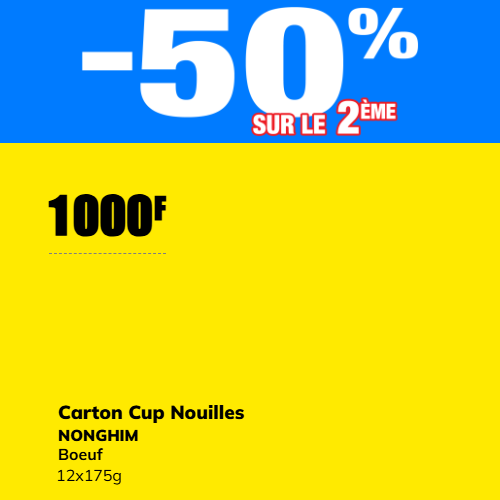 -50%
SUR LE 2ÈME
1000F
Carton Cup Nouilles
NONGHIM
Boeuf
12x175g